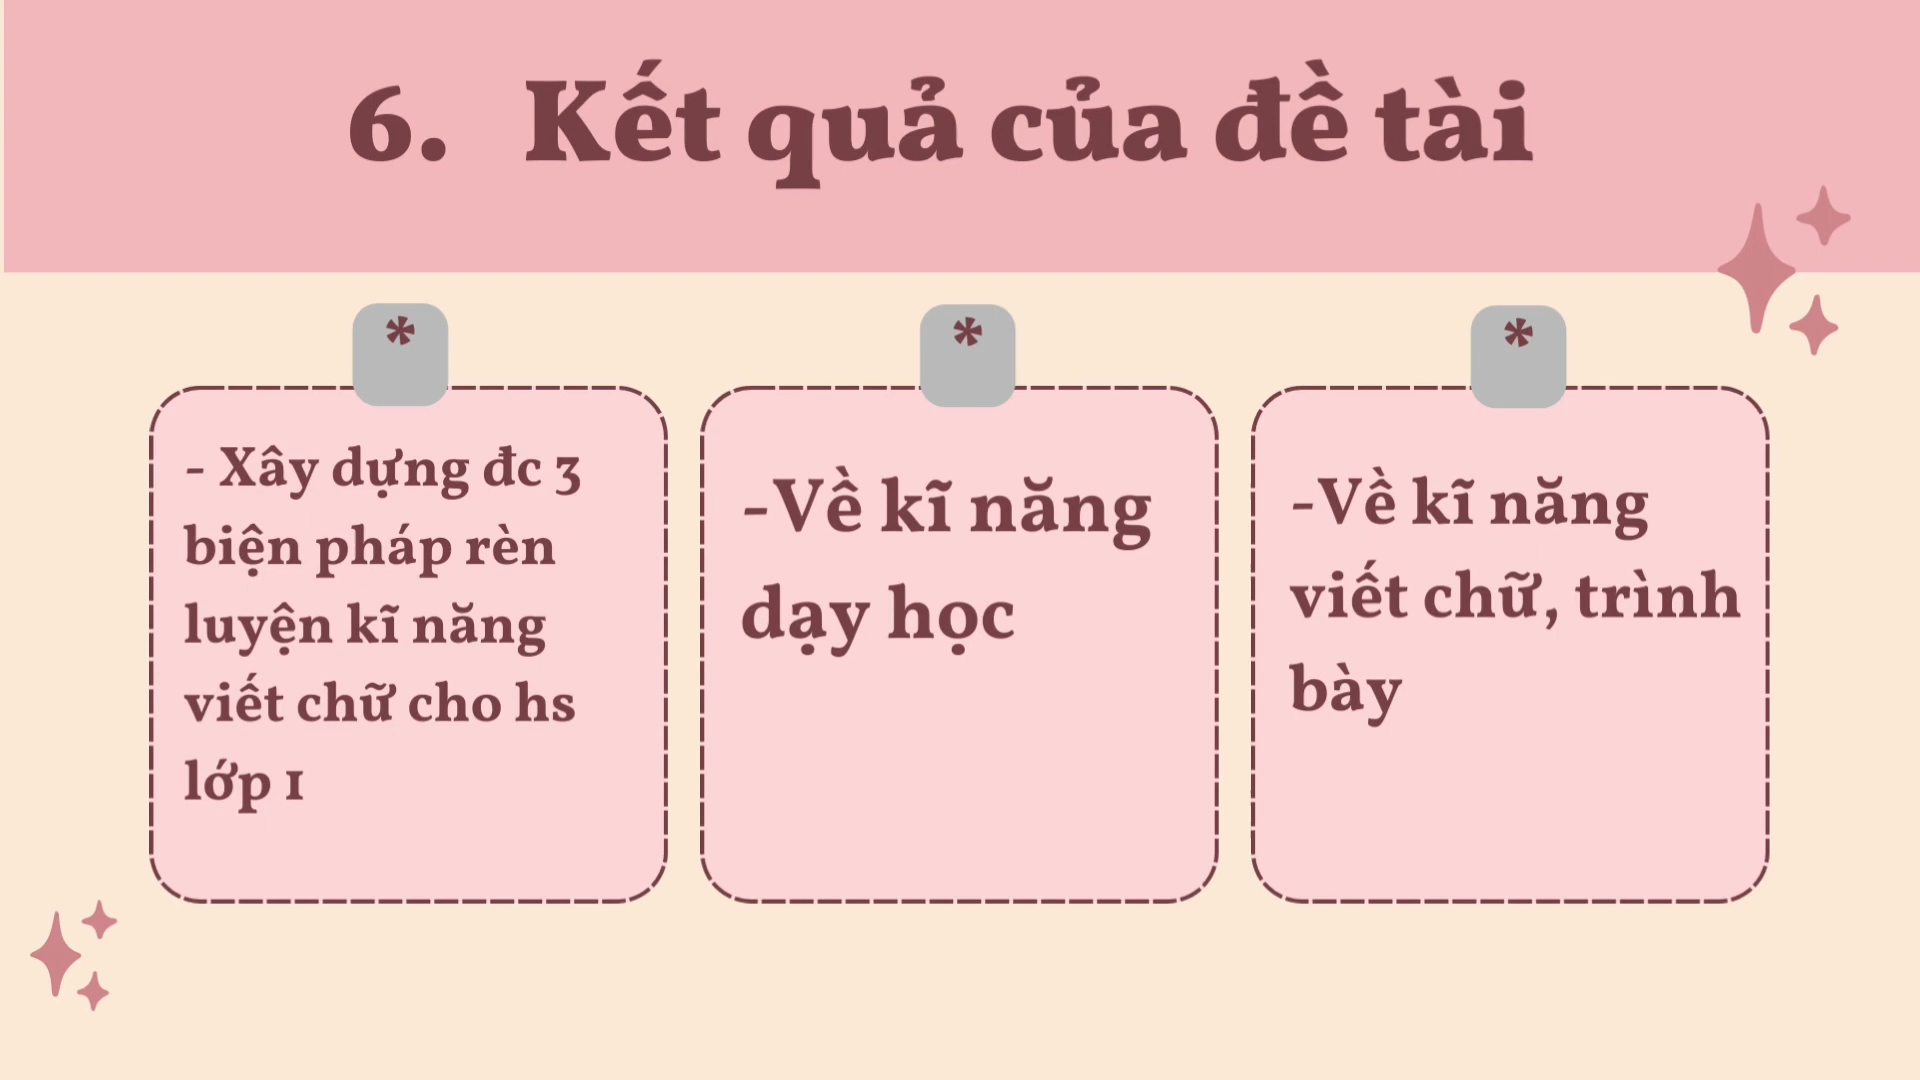 6. Kết quả của đề tài
*
- Xây dựng đc 3
biện pháp rèn
luyện kĩ năng
viết chữ cho hs
lớp 1
*
-Về kĩ năng
dạy học
*
-Về kĩ năng
viết chữ, trình
bày